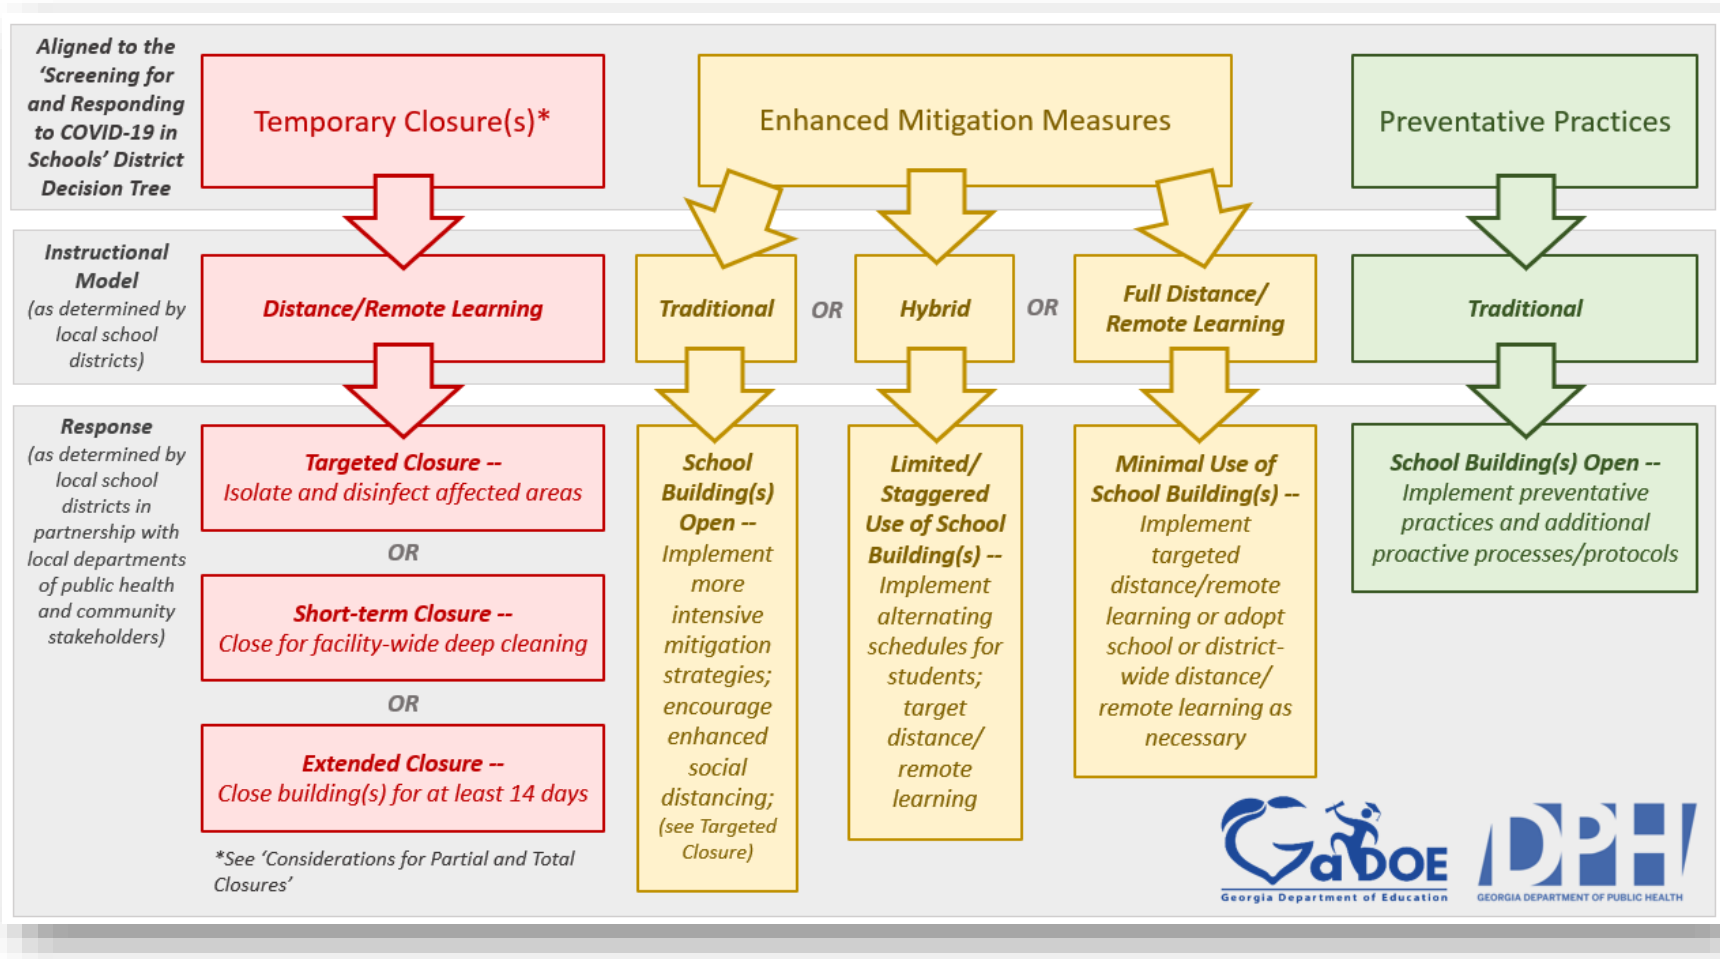 Aligned to the
‘Screening for
and Responding
to COVID-19 in
Schools’ District
Decision Tree
Temporary Closure(s)*
Enhanced Mitigation Measures
Preventative Practices
Instructional
Model
(as determined by
local school
districts)
Distance/Remote Learning
Traditional
OR
Hybrid
OR
Full Distance/
Remote Learning
Traditional
Response
(as determined by
local school
districts in
partnership with
local departments
of public health
and community
stakeholders)
Targeted Closure --
Isolate and disinfect affected areas
OR
Short-term Closure --
Close for facility-wide deep cleaning
OR
Extended Closure --
Close building(s) for at least 14 days
*See ‘Considerations for Partial and Total
Closures’
School
Building(s)
Open --
Implement
more
intensive
mitigation
strategies;
encourage
enhanced
social
distancing;
(see Targeted
Closure)
Limited/
Staggered
Use of School
Building(s) --
Implement
alternating
schedules for
students;
target
distance/
remote
learning
Minimal Use of
School Building(s) --
Implement
targeted
distance/remote
learning or adopt
school or district-
wide distance/
remote learning as
necessary
School Building(s) Open --
Implement preventative
practices and additional
proactive processes/protocols
GaDOE
Georgia Department of Education
DPH
GEORGIA DEPARTMENT OF PUBLIC HEALTH